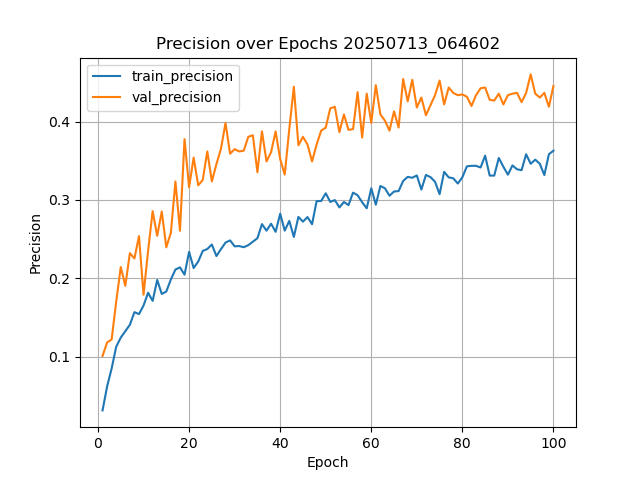 Precision over Epochs 20250713_064602
train_precision
val_precision
0.4
0.3
0.2
0.1
Precision
0 20 40 60 80 100
Epoch